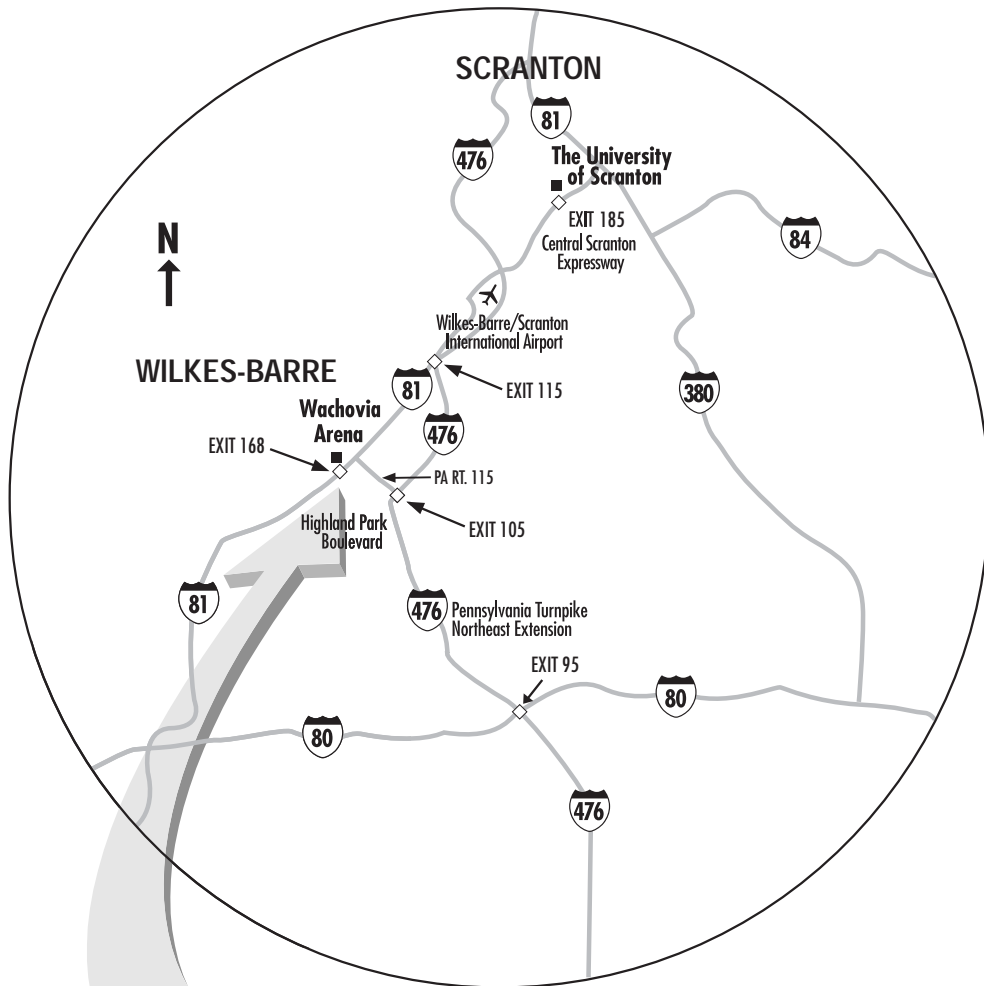 SCRANTON
81
476
The University
of Scranton
EXIT 185
Central Scranton
Expressway
84
N
Wilkes-Barre/Scranton
International Airport
WILKES-BARRE
81
EXIT 115
380
Wachovia
Arena
476
EXIT 168
PA RT. 115
Highland Park
Boulevard
EXIT 105
81
476
Pennsylvania Turnpike
Northeast Extension
EXIT 95
80
80
476